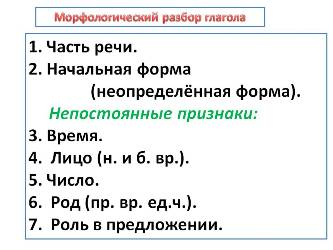 Морфологический разбор глагола
1. Часть речи.
2. Начальная форма
(неопределённая форма).
Непостоянные признаки:
3. Время.
4. Лицо (н. и б. вр.).
5. Число.
6. Род (пр. вр. ед.ч.).
7. Роль в предложении.